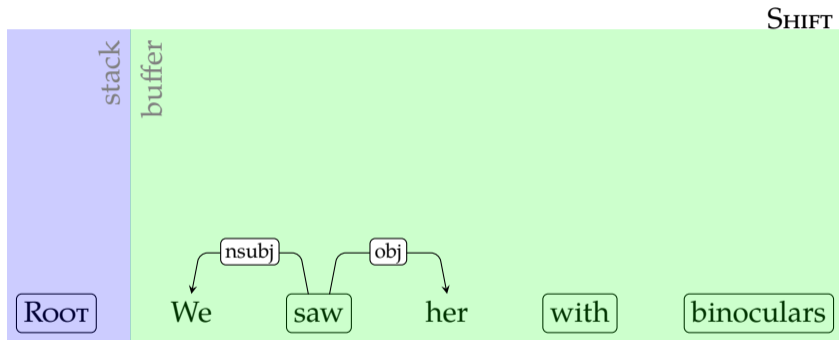 SHIFT
stack
buffer
nsubj
obj
ROOT We saw her with binoculars